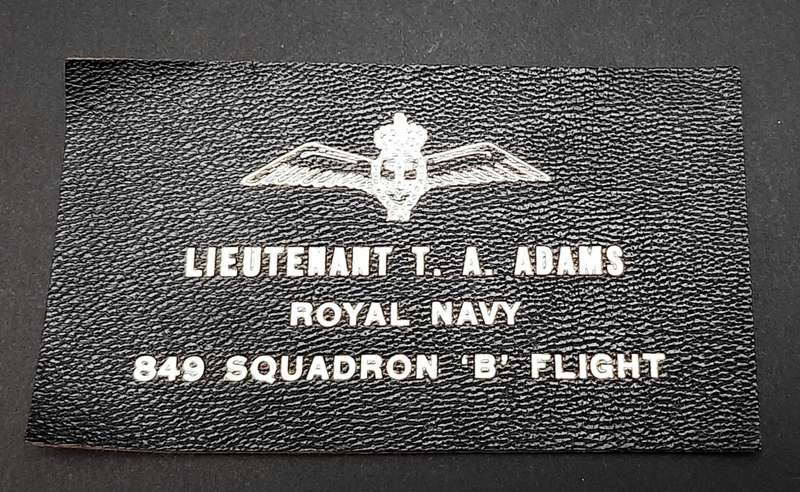 LIEUTENANT T. A. ADAMS
ROYAL NAVY
849 SQUADRON 'B' FLIGHT